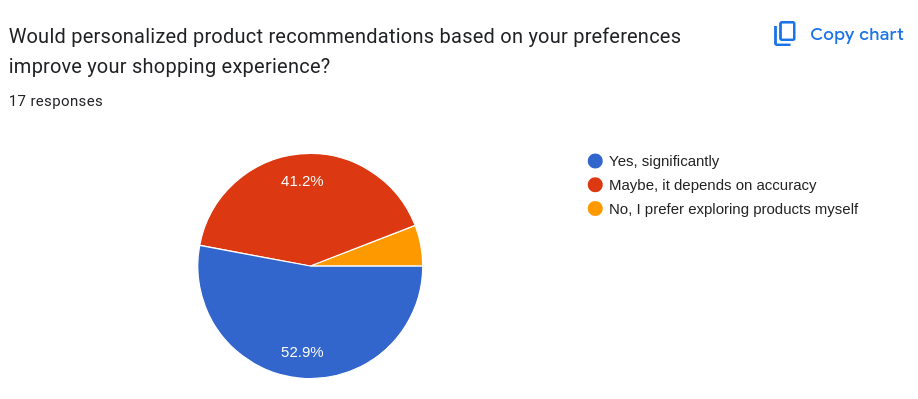 Would personalized product recommendations based on your preferences
improve your shopping experience?
Copy chart
17 responses
41.2%
52.9%
Yes, significantly
Maybe, it depends on accuracy
No, I prefer exploring products myself